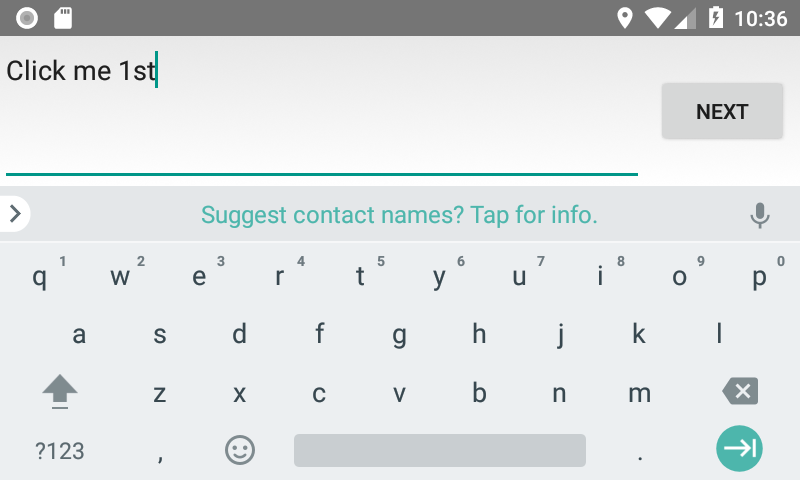 10:36
Click me 1st
NEXT
Suggest contact names? Tap for info.
q 1 w 2 e 3 r 4 t 5 y 6 u 7 i 8 o 9 p 0
a s d f g h j k l
z x c v b n m
?123 , .